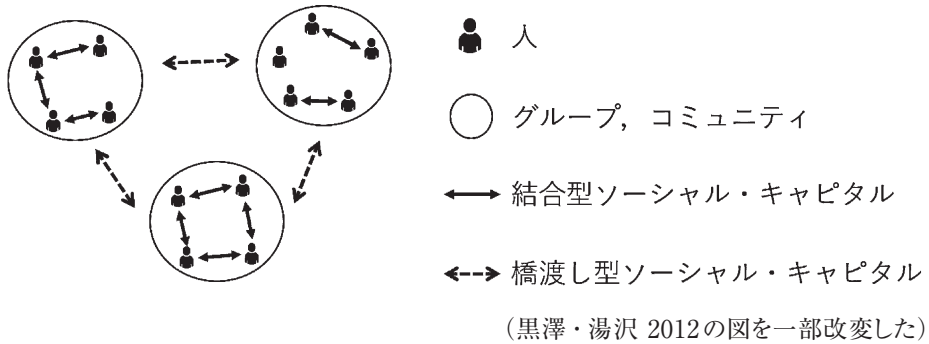 人
グループ，コミュニティ
結合型ソーシャル・キャピタル
橋渡し型ソーシャル・キャピタル
（黒澤・湯沢 2012の図を一部改変した）